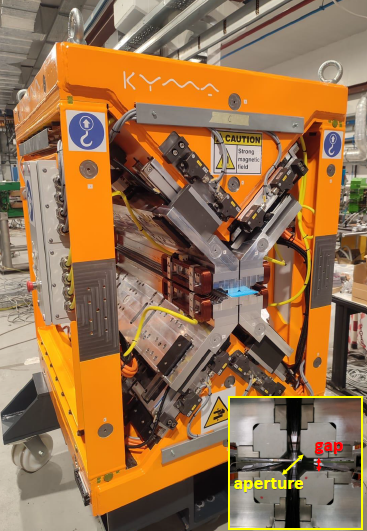 KYMA
CAUTION
Strong
magnetic
field
gap
aperture